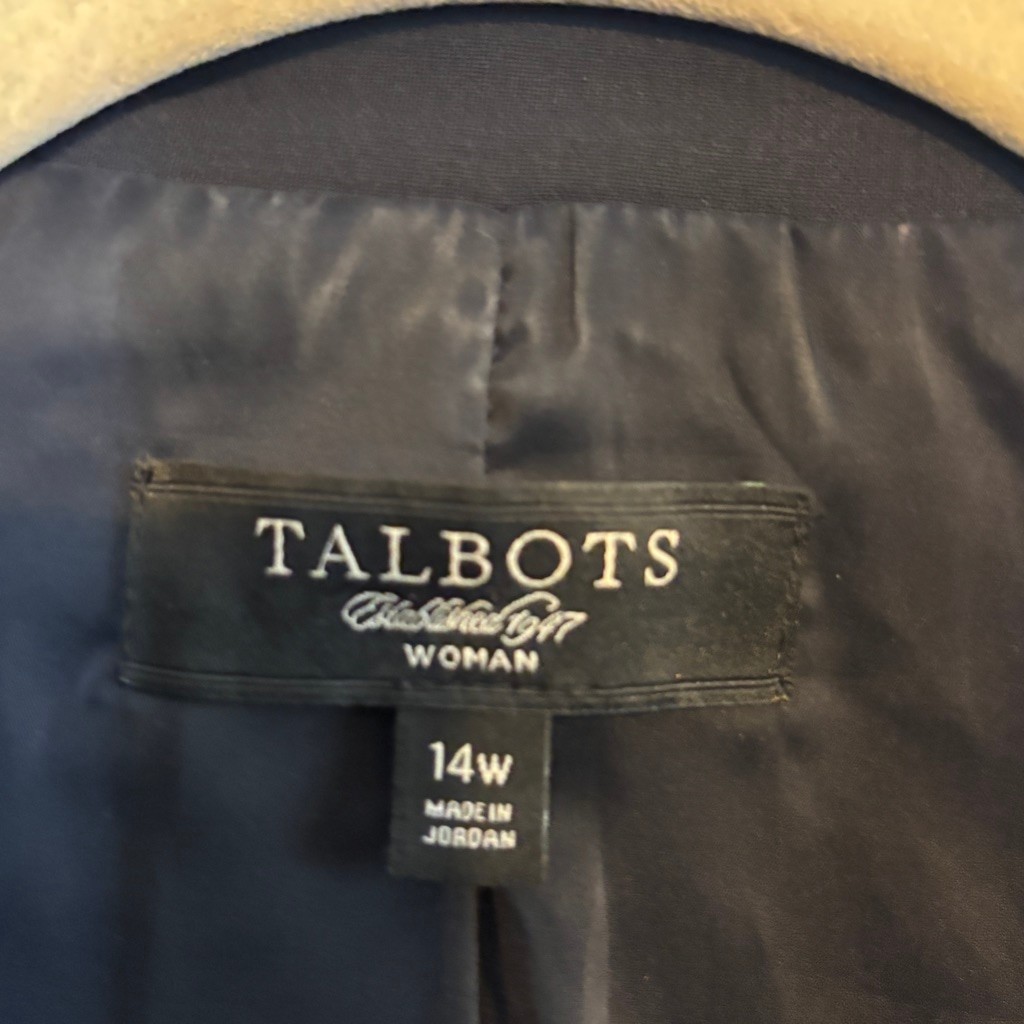 TALBOTS
Established 1947
WOMAN
14W
MADE IN
JORDAN